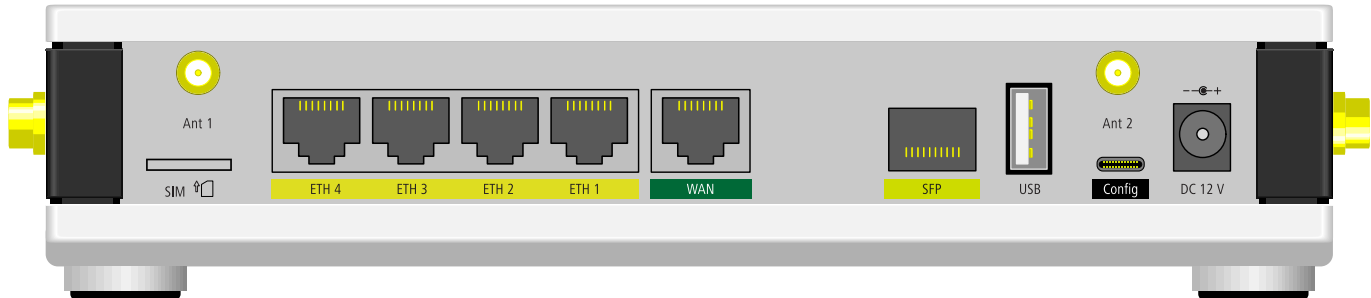 Ant 1
SIM
ETH 4
ETH 3
ETH 2
ETH 1
WAN
SFP
USB
Ant 2
Config
DC 12 V